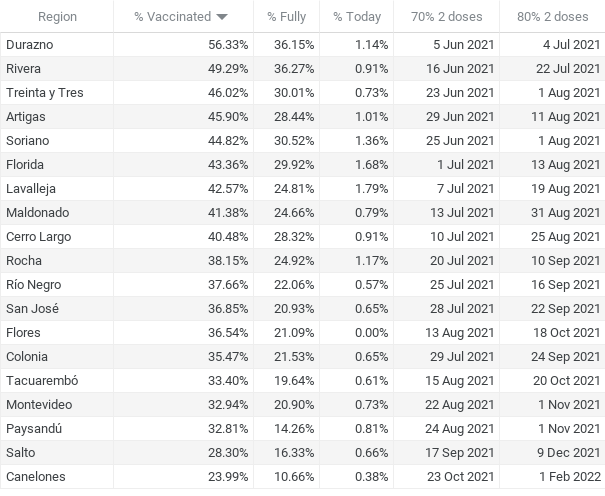 Region % Vaccinated % Fully % Today 70% 2 doses 80% 2 doses
Durazno 56.33% 36.15% 1.14% 5 Jun 2021 4 Jul 2021
Rivera 49.29% 36.27% 0.91% 16 Jun 2021 22 Jul 2021
Treinta y Tres 46.02% 30.01% 0.73% 23 Jun 2021 1 Aug 2021
Artigas 45.90% 28.44% 1.01% 29 Jun 2021 11 Aug 2021
Soriano 44.82% 30.52% 1.36% 25 Jun 2021 1 Aug 2021
Florida 43.36% 29.92% 1.68% 1 Jul 2021 13 Aug 2021
Lavalleja 42.57% 24.81% 1.79% 7 Jul 2021 19 Aug 2021
Maldonado 41.38% 24.66% 0.79% 13 Jul 2021 31 Aug 2021
Cerro Largo 40.48% 28.32% 0.91% 10 Jul 2021 25 Aug 2021
Rocha 38.15% 24.92% 1.17% 20 Jul 2021 10 Sep 2021
Río Negro 37.66% 22.06% 0.57% 25 Jul 2021 16 Sep 2021
San José 36.85% 20.93% 0.65% 28 Jul 2021 22 Sep 2021
Flores 36.54% 21.09% 0.00% 13 Aug 2021 18 Oct 2021
Colonia 35.47% 21.53% 0.65% 29 Jul 2021 24 Sep 2021
Tacuarembó 33.40% 19.64% 0.61% 15 Aug 2021 20 Oct 2021
Montevideo 32.94% 20.90% 0.73% 22 Aug 2021 1 Nov 2021
Paysandú 32.81% 14.26% 0.81% 24 Aug 2021 1 Nov 2021
Salto 28.30% 16.33% 0.66% 17 Sep 2021 9 Dec 2021
Canelones 23.99% 10.66% 0.38% 23 Oct 2021 1 Feb 2022